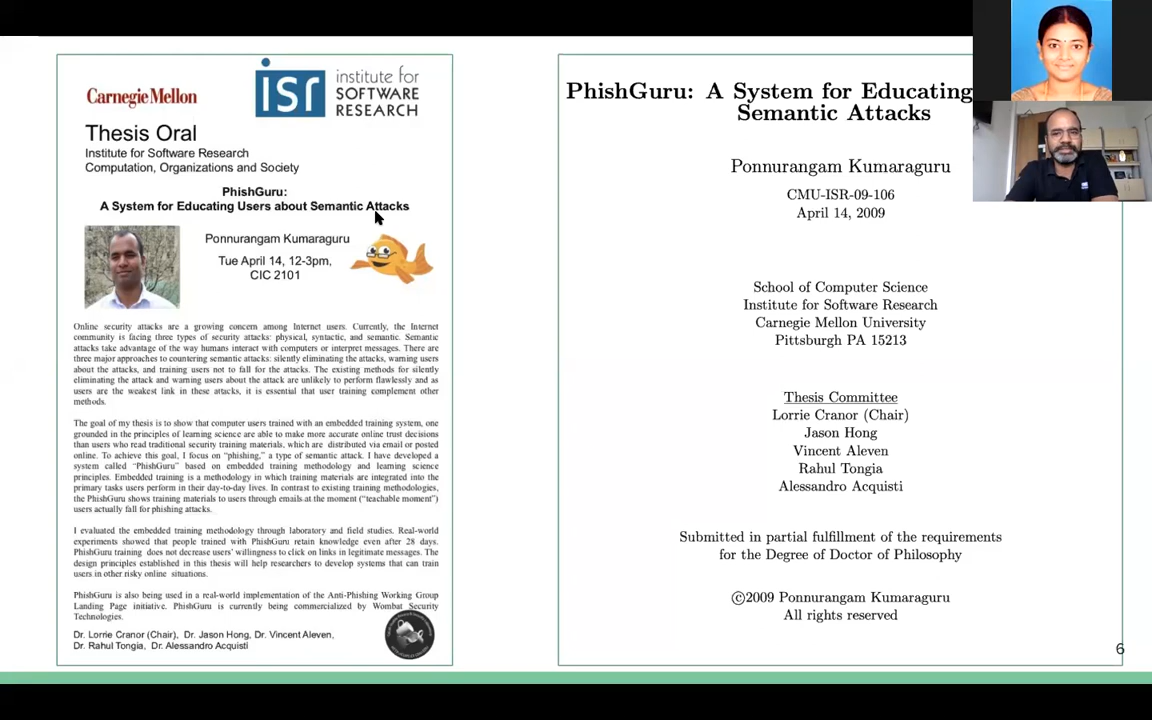 Carnegie Mellon
isr
institute for
SOFTWARE
RESEARCH
Thesis Oral
Institute for Software Research
Computation, Organizations and Society
PhishGuru:
A System for Educating Users about Semantic Attacks
Ponnurangam Kumaraguru
Tue April 14, 12-3pm,
CIC 2101
Online security attacks are a growing concern among Internet users. Currently, the Internet
community is facing three types of security attacks: physical, syntactic, and semantic. Semantic
attacks take advantage of the way humans interact with computers or interpret messages. There are
three major approaches to countering semantic attacks: silently eliminating the attacks, warning users
about the attacks, and training users not to fall for the attacks. The existing methods for silently
eliminating the attack and warning users about the attack are unlikely to perform flawlessly and as
users are the weakest link in these attacks, it is essential that user training complement other
methods.
The goal of my thesis is to show that computer users trained with an embedded training system, one
grounded in the principles of learning science are able to make more accurate online trust decisions
than users who read traditional security training materials, which are distributed via email or posted
online. To achieve this goal, I focus on "phishing," a type of semantic attack. I have developed a
system called "PhishGuru" based on embedded training methodology and learning science
principles. Embedded training is a methodology in which training materials are integrated into the
primary tasks users perform in their day-to-day lives. In contrast to existing training methodologies,
the PhishGuru shows training materials to users through emails at the moment ("teachable moment")
users actually fall for phishing attacks.
I evaluated the embedded training methodology through laboratory and field studies. Real-world
experiments showed that people trained with PhishGuru retain knowledge even after 28 days.
PhishGuru training does not decrease users' willingness to click on links in legitimate messages. The
design principles established in this thesis will help researchers to develop systems that can train
users in other risky online situations.
PhishGuru is also being used in a real-world implementation of the Anti-Phishing Working Group
Landing Page initiative. PhishGuru is currently being commercialized by Wombat Security
Technologies.
Dr. Lorrie Cranor (Chair), Dr. Jason Hong, Dr. Vincent Aleven,
Dr. Rahul Tongia, Dr. Alessandro Acquisti
PhishGuru: A System for Educating
Semantic Attacks
Ponnurangam Kumaraguru
CMU-ISR-09-106
April 14, 2009
School of Computer Science
Institute for Software Research
Carnegie Mellon University
Pittsburgh PA 15213
Thesis Committee
Lorrie Cranor (Chair)
Jason Hong
Vincent Aleven
Rahul Tongia
Alessandro Acquisti
Submitted in partial fulfillment of the requirements
for the Degree of Doctor of Philosophy
©2009 Ponnurangam Kumaraguru
All rights reserved
6